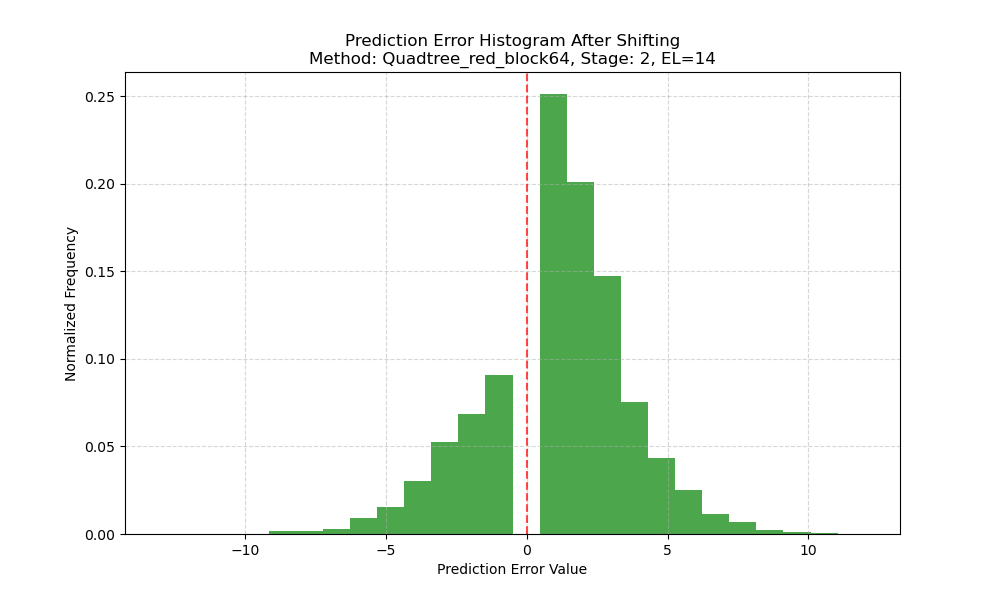 Prediction Error Histogram After Shifting
Method: Quadtree_red_block64, Stage: 2, EL=14
Normalized Frequency
0.25
0.20
0.15
0.10
0.05
0.00
−10
−5
0
5
10
Prediction Error Value